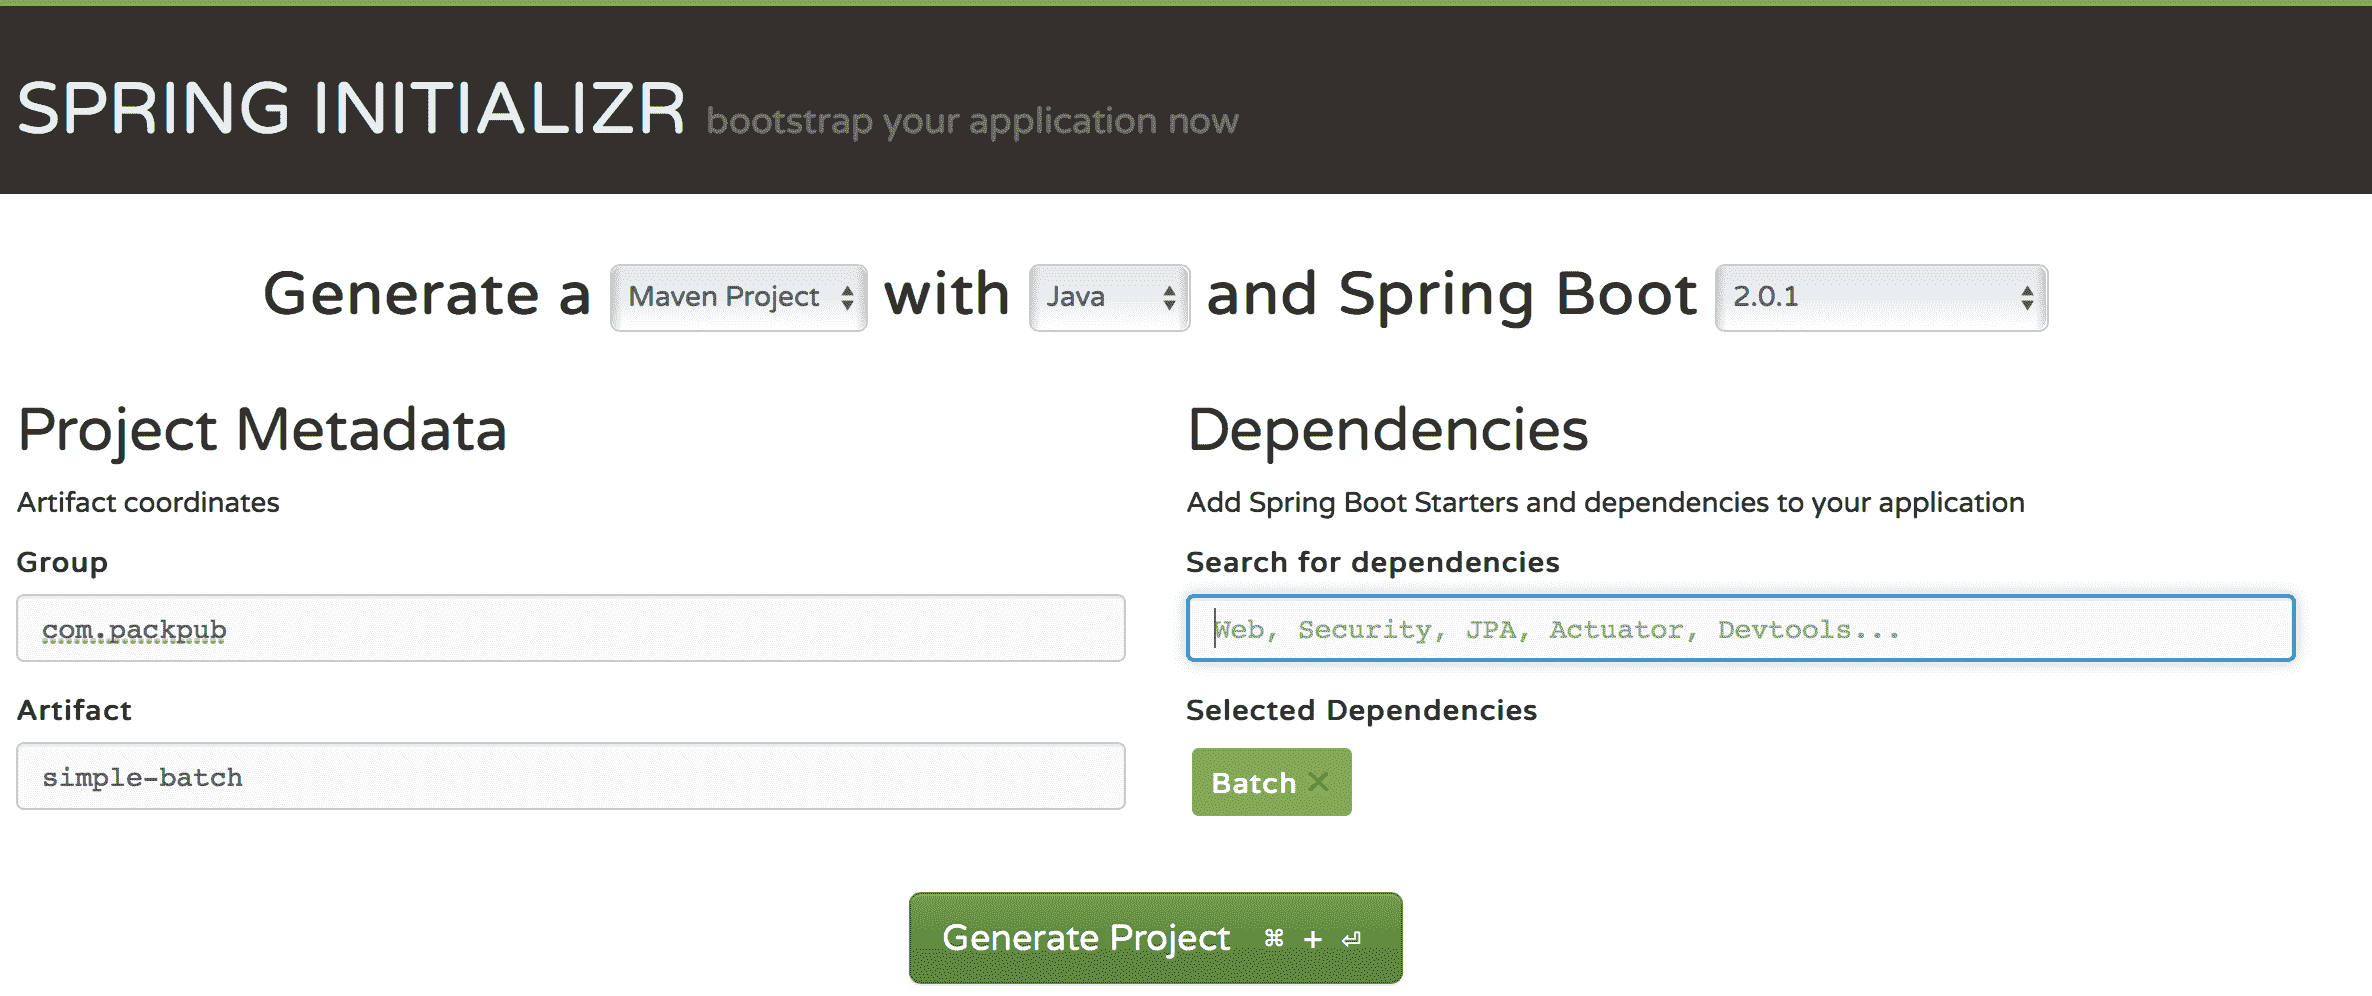 SPRING INITIALIZR bootstrap your application now
Generate a Maven Project with Java and Spring Boot 2.0.1
Project Metadata
Artifact coordinates
Group
com.packpub
Artifact
simple-batch
Dependencies
Add Spring Boot Starters and dependencies to your application
Search for dependencies
Web, Security, JPA, Actuator, Devtools...
Selected Dependencies
Batch ×
Generate Project ⌘ + ⏎